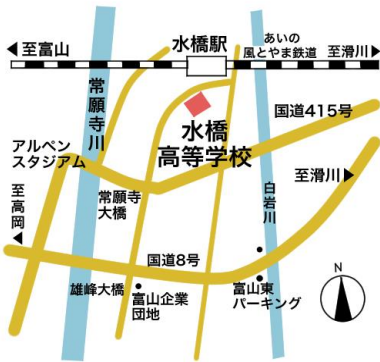 至富山
水橋駅
あいの
風とやま鉄道
至滑川
常願寺川
国道415号
水橋
高等学校
アルペン
スタジアム
至高岡
常願寺
大橋
白岩川
至滑川
国道8号
雄峰大橋
富山企業
団地
富山東
パーキング
N